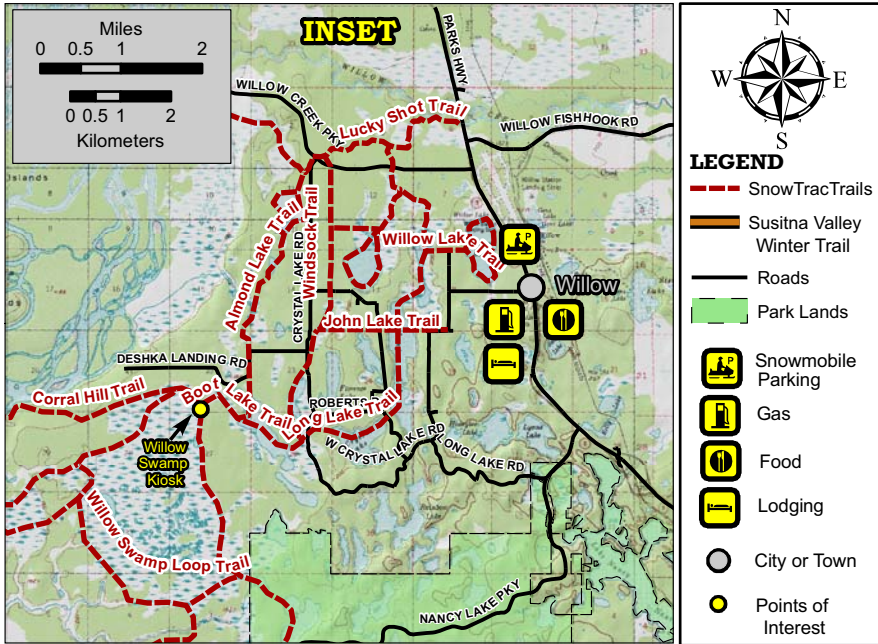 INSET
Miles
0 0.5 1 2
0 0.5 1 2
Kilometers
PARKS HWY
WILLOW
WILLOW CREEK PKY
Lucky Shot Trail
WILLOW FISHHOOK RD
Almond Lake Trail
CRYSTAL LAKE RD
Windsock Trail
Willow Lake Trail
Willow
John Lake Trail
DESHKA LANDING RD
Corral Hill Trail
Boot Lake Trail
ROBERTS
Long Lake Trail
W CRYSTAL LAKE RD
LONG LAKE RD
Willow
Swamp
Kiosk
Willow Swamp Loop Trail
NANCY LAKE PKY
N
W E
S
LEGEND
SnowTracTrails
Susitna Valley
Winter Trail
Roads
Park Lands
P
Snowmobile
Parking
Gas
Food
Lodging
City or Town
Points of
Interest